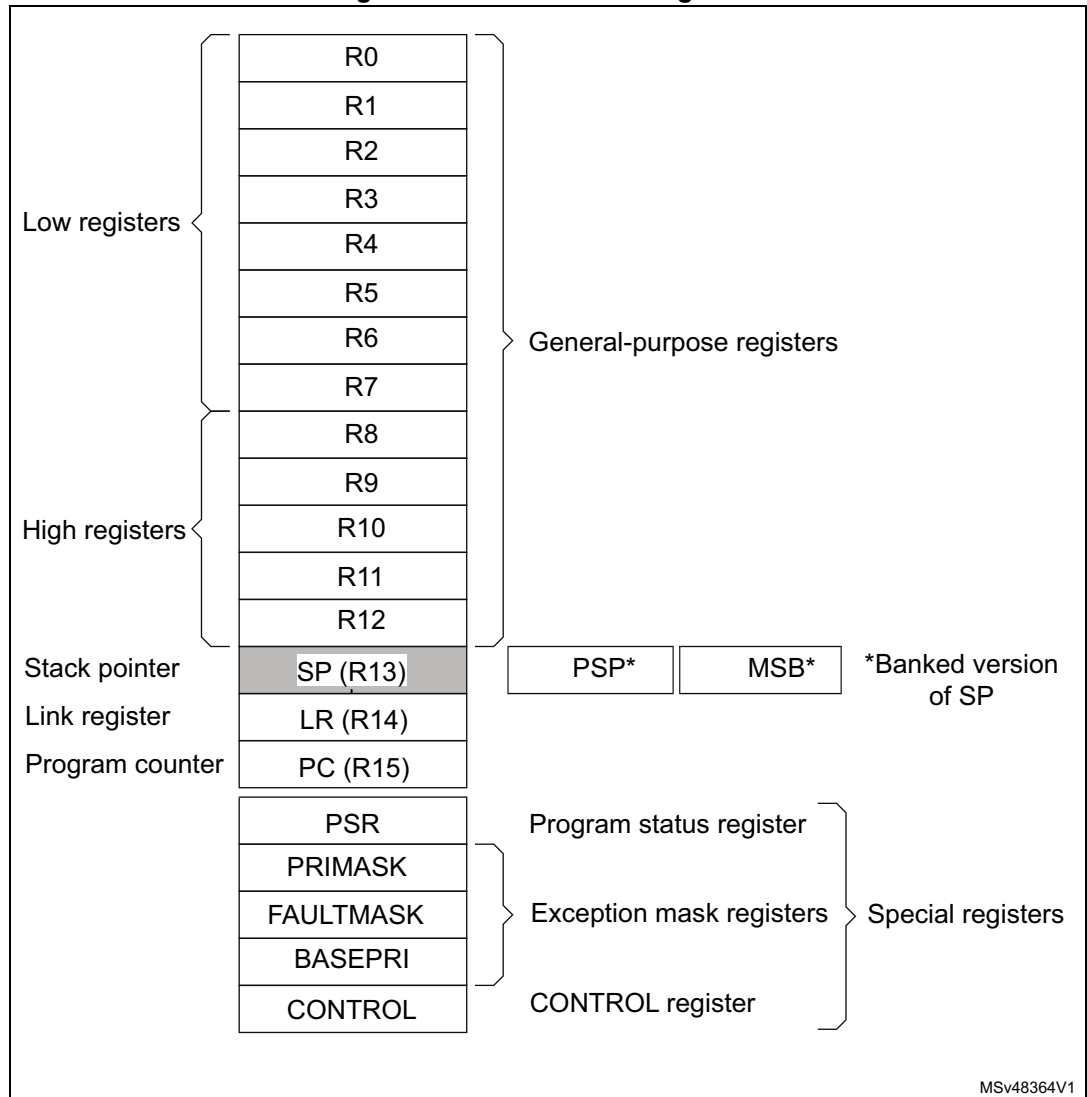 R0
R1
R2
R3
Low registers
R4
R5
R6
General-purpose registers
R7
R8
R9
High registers
R10
R11
R12
Stack pointer SP (R13) PSP* MSB* *Banked version
of SP
Link register LR (R14)
Program counter PC (R15)
PSR Program status register
PRIMASK
FAULTMASK Exception mask registers Special registers
BASEPRI
CONTROL CONTROL register
MSv48364V1